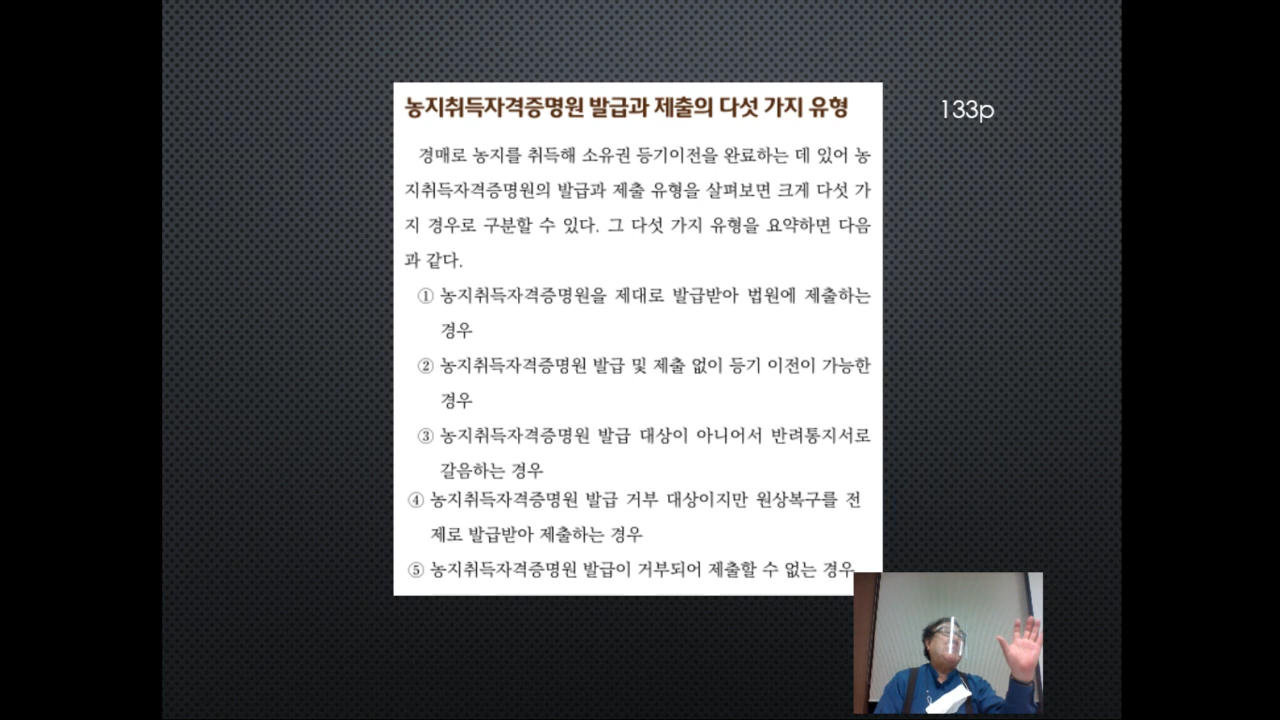 농지취득자격증명원 발급과 제출의 다섯 가지 유형
133p
경매로 농지를 취득해 소유권 등기이전을 완료하는 데 있어 농
지취득자격증명원의 발급과 제출 유형을 살펴보면 크게 다섯 가
지 경우로 구분할 수 있다. 그 다섯 가지 유형을 요약하면 다음
과 같다.
① 농지취득자격증명원을 제대로 발급받아 법원에 제출하는
경우
② 농지취득자격증명원 발급 및 제출 없이 등기 이전이 가능한
경우
③ 농지취득자격증명원 발급 대상이 아니어서 반려통지서로
갈음하는 경우
④ 농지취득자격증명원 발급 거부 대상이지만 원상복구를 전
제로 발급받아 제출하는 경우
⑤ 농지취득자격증명원 발급이 거부되어 제출할 수 없는 경우